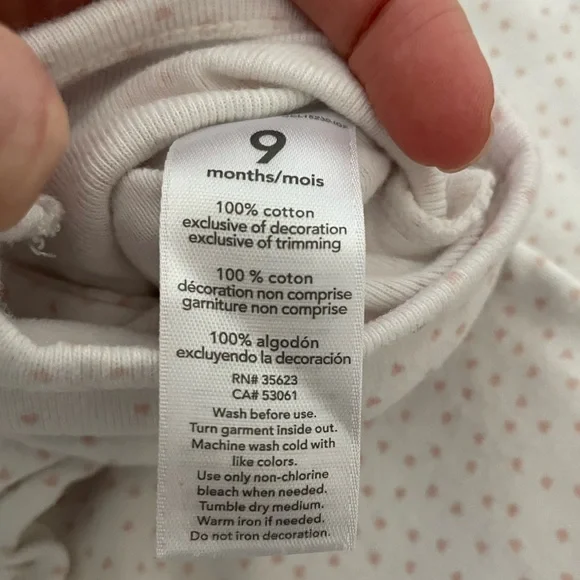 9
months/mois
100% cotton
exclusive of decoration
exclusive of trimming
100 % coton
décoration non comprise
garniture non comprise
100% algodón
excluyendo la decoración
RN# 35623
CA# 53061
Wash before use.
Turn garment inside out.
Machine wash cold with
like colors.
Use only non-chlorine
bleach when needed.
Tumble dry medium.
Warm iron if needed.
Do not iron decoration.